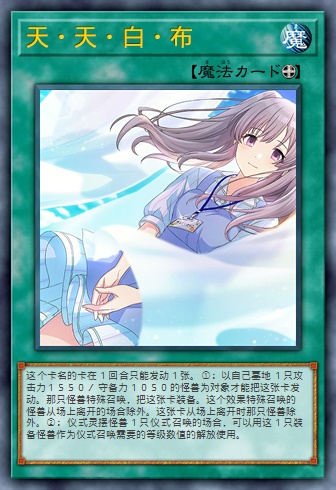 天・天・白・布
魔
【魔法カード】
这个卡名的卡在１回合只能发动１张。①：以自己墓地１只攻
击力１５５０／守备力１０５０的怪兽为对象才能把这张卡发
动。那只怪兽特殊召唤，把这张卡装备。这个效果特殊召唤的
怪兽从场上离开的场合除外。这张卡从场上离开时那只怪兽除
外。②：仪式灵摆怪兽１只仪式召唤的场合，可以用这１只装
备怪兽作为仪式召唤需要的等级数值的解放使用。